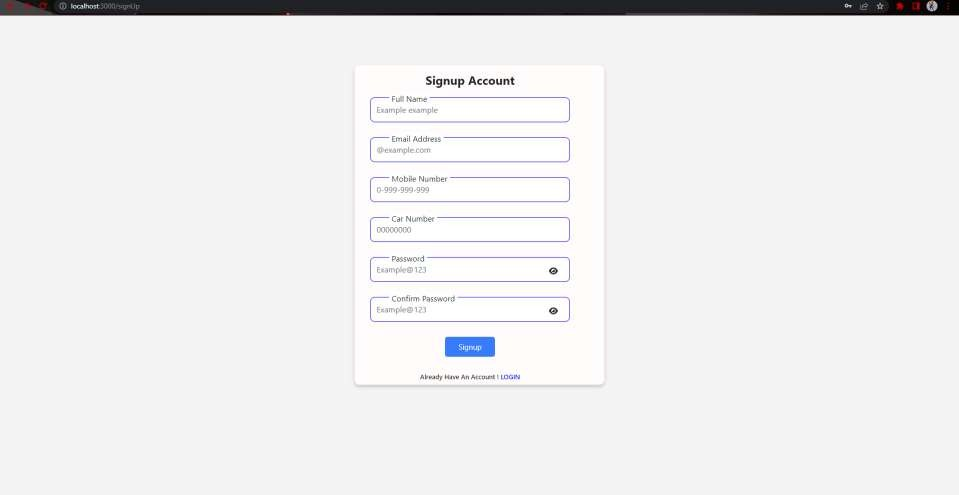 localhost:3000/signUp
Signup Account
Full Name
Example example
Email Address
@example.com
Mobile Number
0-999-999-999
Car Number
00000000
Password
Example@123
Confirm Password
Example@123
Signup
Already Have An Account ! LOGIN